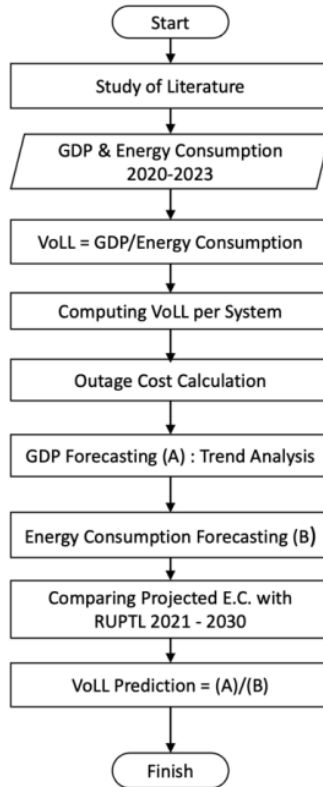 Start
Study of Literature
GDP & Energy Consumption
2020-2023
VoLL = GDP/Energy Consumption
Computing VoLL per System
Outage Cost Calculation
GDP Forecasting (A) : Trend Analysis
Energy Consumption Forecasting (B)
Comparing Projected E.C. with
RUPTL 2021 - 2030
VoLL Prediction = (A)/(B)
Finish